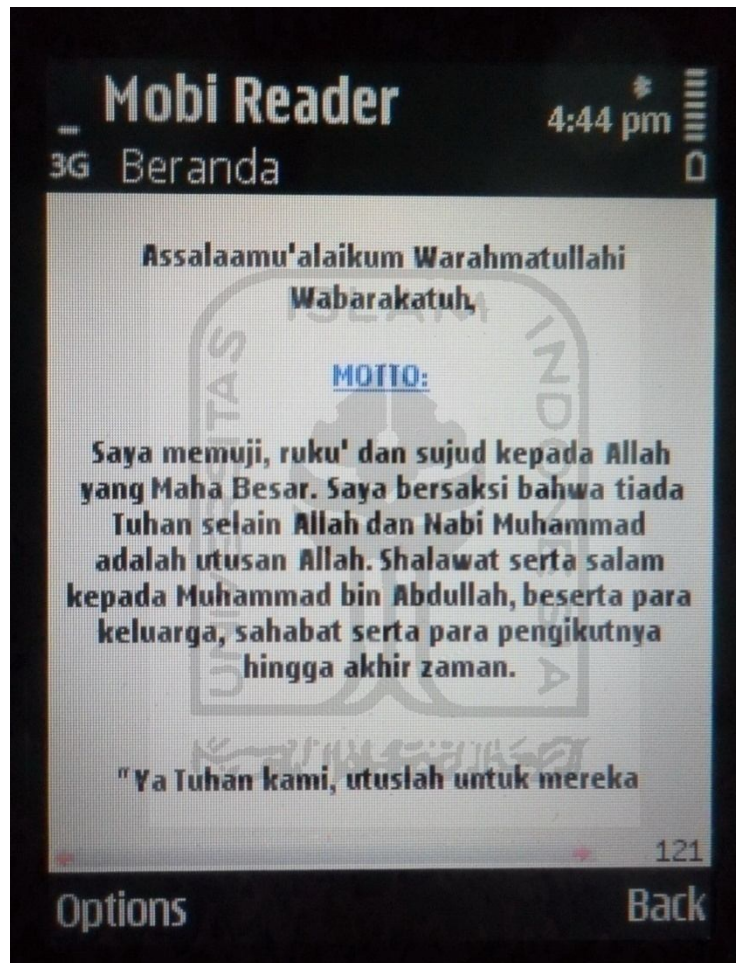 Mobi Reader
4:44 pm
3G Beranda
Assalaamu'alaikum Warahmatullahi
Wabarakatuh,
MOTTO:
Saya memuji, ruku' dan sujud kepada Allah
yang Maha Besar. Saya bersaksi bahwa tiada
Tuhan selain Allah dan Nabi Muhammad
adalah utusan Allah. Shalawat serta salam
kepada Muhammad bin Abdullah, beserta para
keluarga, sahabat serta para pengikutnya
hingga akhir zaman.
"Ya Tuhan kami, utuslah untuk mereka
121
Options
Back
UNIVERSITAS
ISLAM
INDONESIA